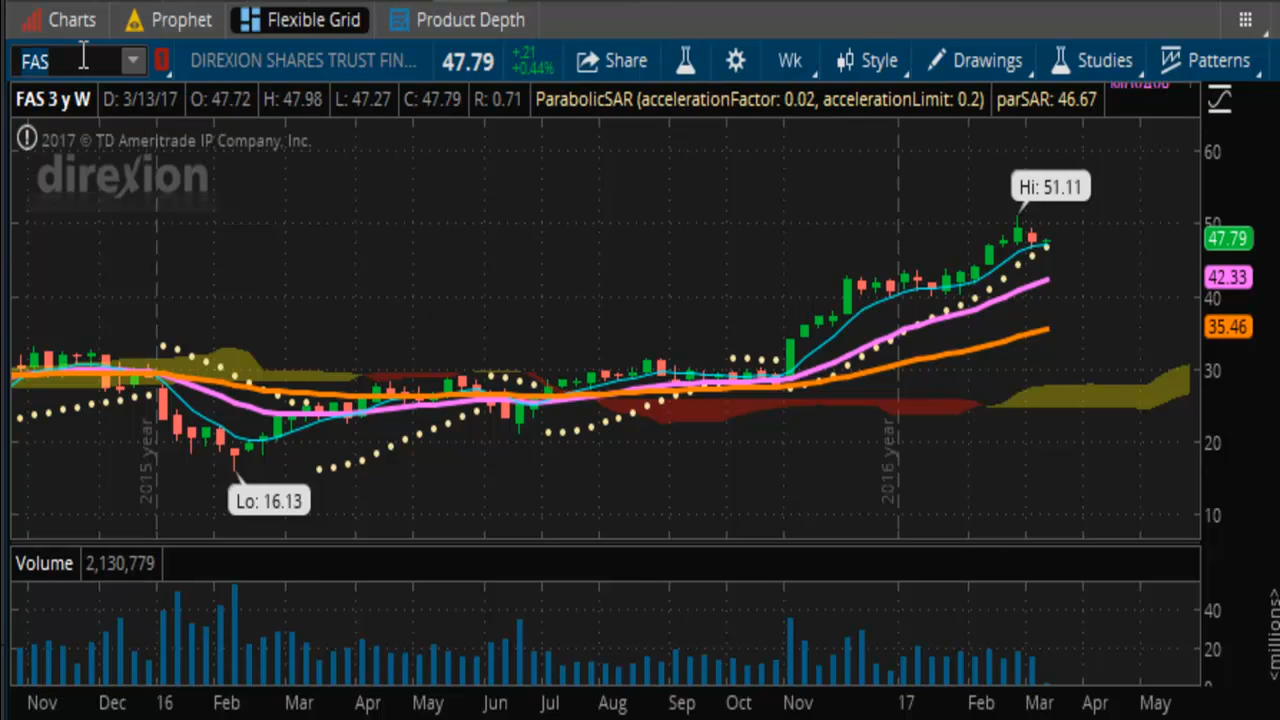 Charts Prophet Flexible Grid Product Depth
FAS DIREXION SHARES TRUST FIN... 47.79 +.21 +0.44% Share Wk Style Drawings Studies Patterns
FAS 3 y W D: 3/13/17 O: 47.72 H: 47.98 L: 47.27 C: 47.79 R: 0.71 ParabolicSAR (accelerationFactor: 0.02, accelerationLimit: 0.2) parSAR: 46.67
2017 © TD Ameritrade IP Company, Inc.
direxion
60
Hi: 51.11
50
47.79
42.33
40
35.46
30
20
2015 year
2016 year
Lo: 16.13
10
Volume 2,130,779
40
20
0
<millions>
Nov Dec 16 Feb Mar Apr May Jun Jul Aug Sep Oct Nov 17 Feb Mar Apr May